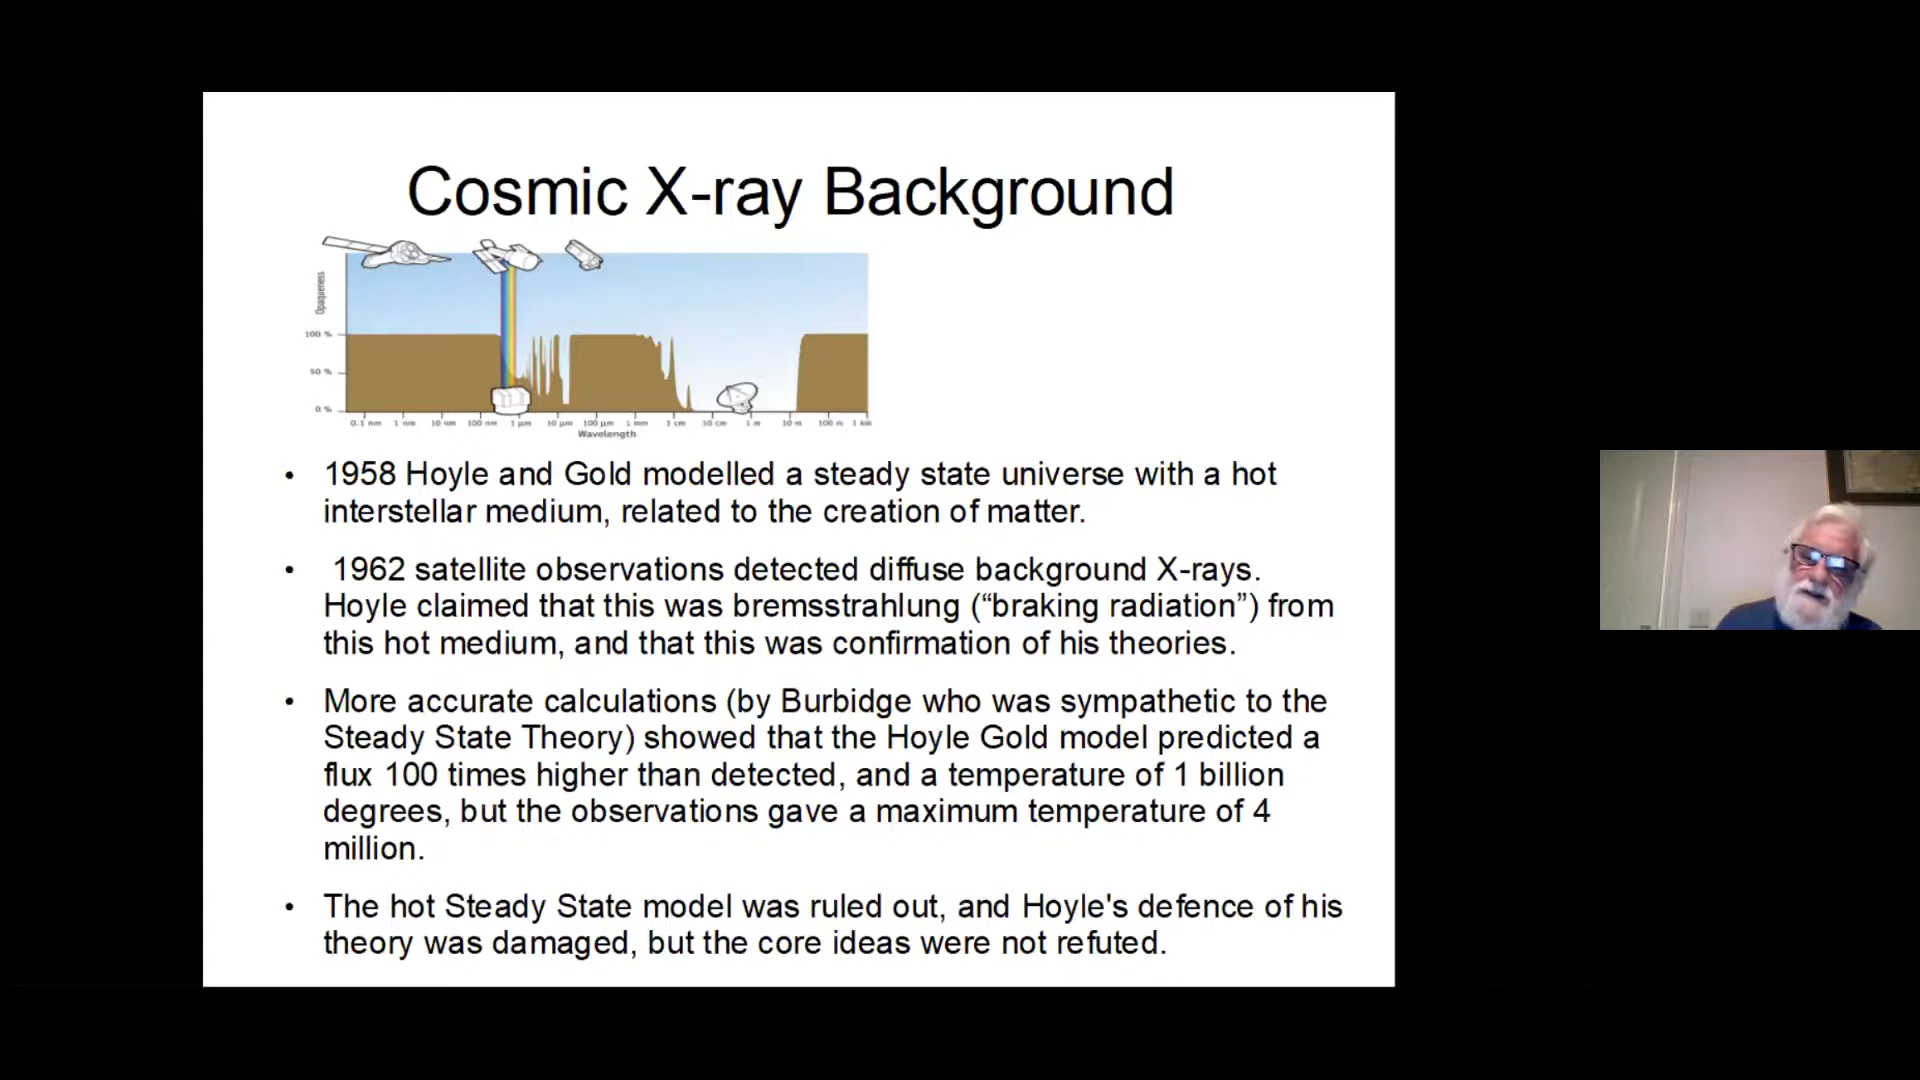 Cosmic X-ray Background
Opaqueness
100 %
50 %
0 %
0.1 nm 1 nm 10 nm 100 nm 1 μm 10 μm 100 μm 1 mm 1 cm 10 cm 1 m 10 m 100 m 1 km
Wavelength
• 1958 Hoyle and Gold modelled a steady state universe with a hot
interstellar medium, related to the creation of matter.
• 1962 satellite observations detected diffuse background X-rays.
Hoyle claimed that this was bremsstrahlung (“braking radiation”) from
this hot medium, and that this was confirmation of his theories.
• More accurate calculations (by Burbidge who was sympathetic to the
Steady State Theory) showed that the Hoyle Gold model predicted a
flux 100 times higher than detected, and a temperature of 1 billion
degrees, but the observations gave a maximum temperature of 4
million.
• The hot Steady State model was ruled out, and Hoyle's defence of his
theory was damaged, but the core ideas were not refuted.